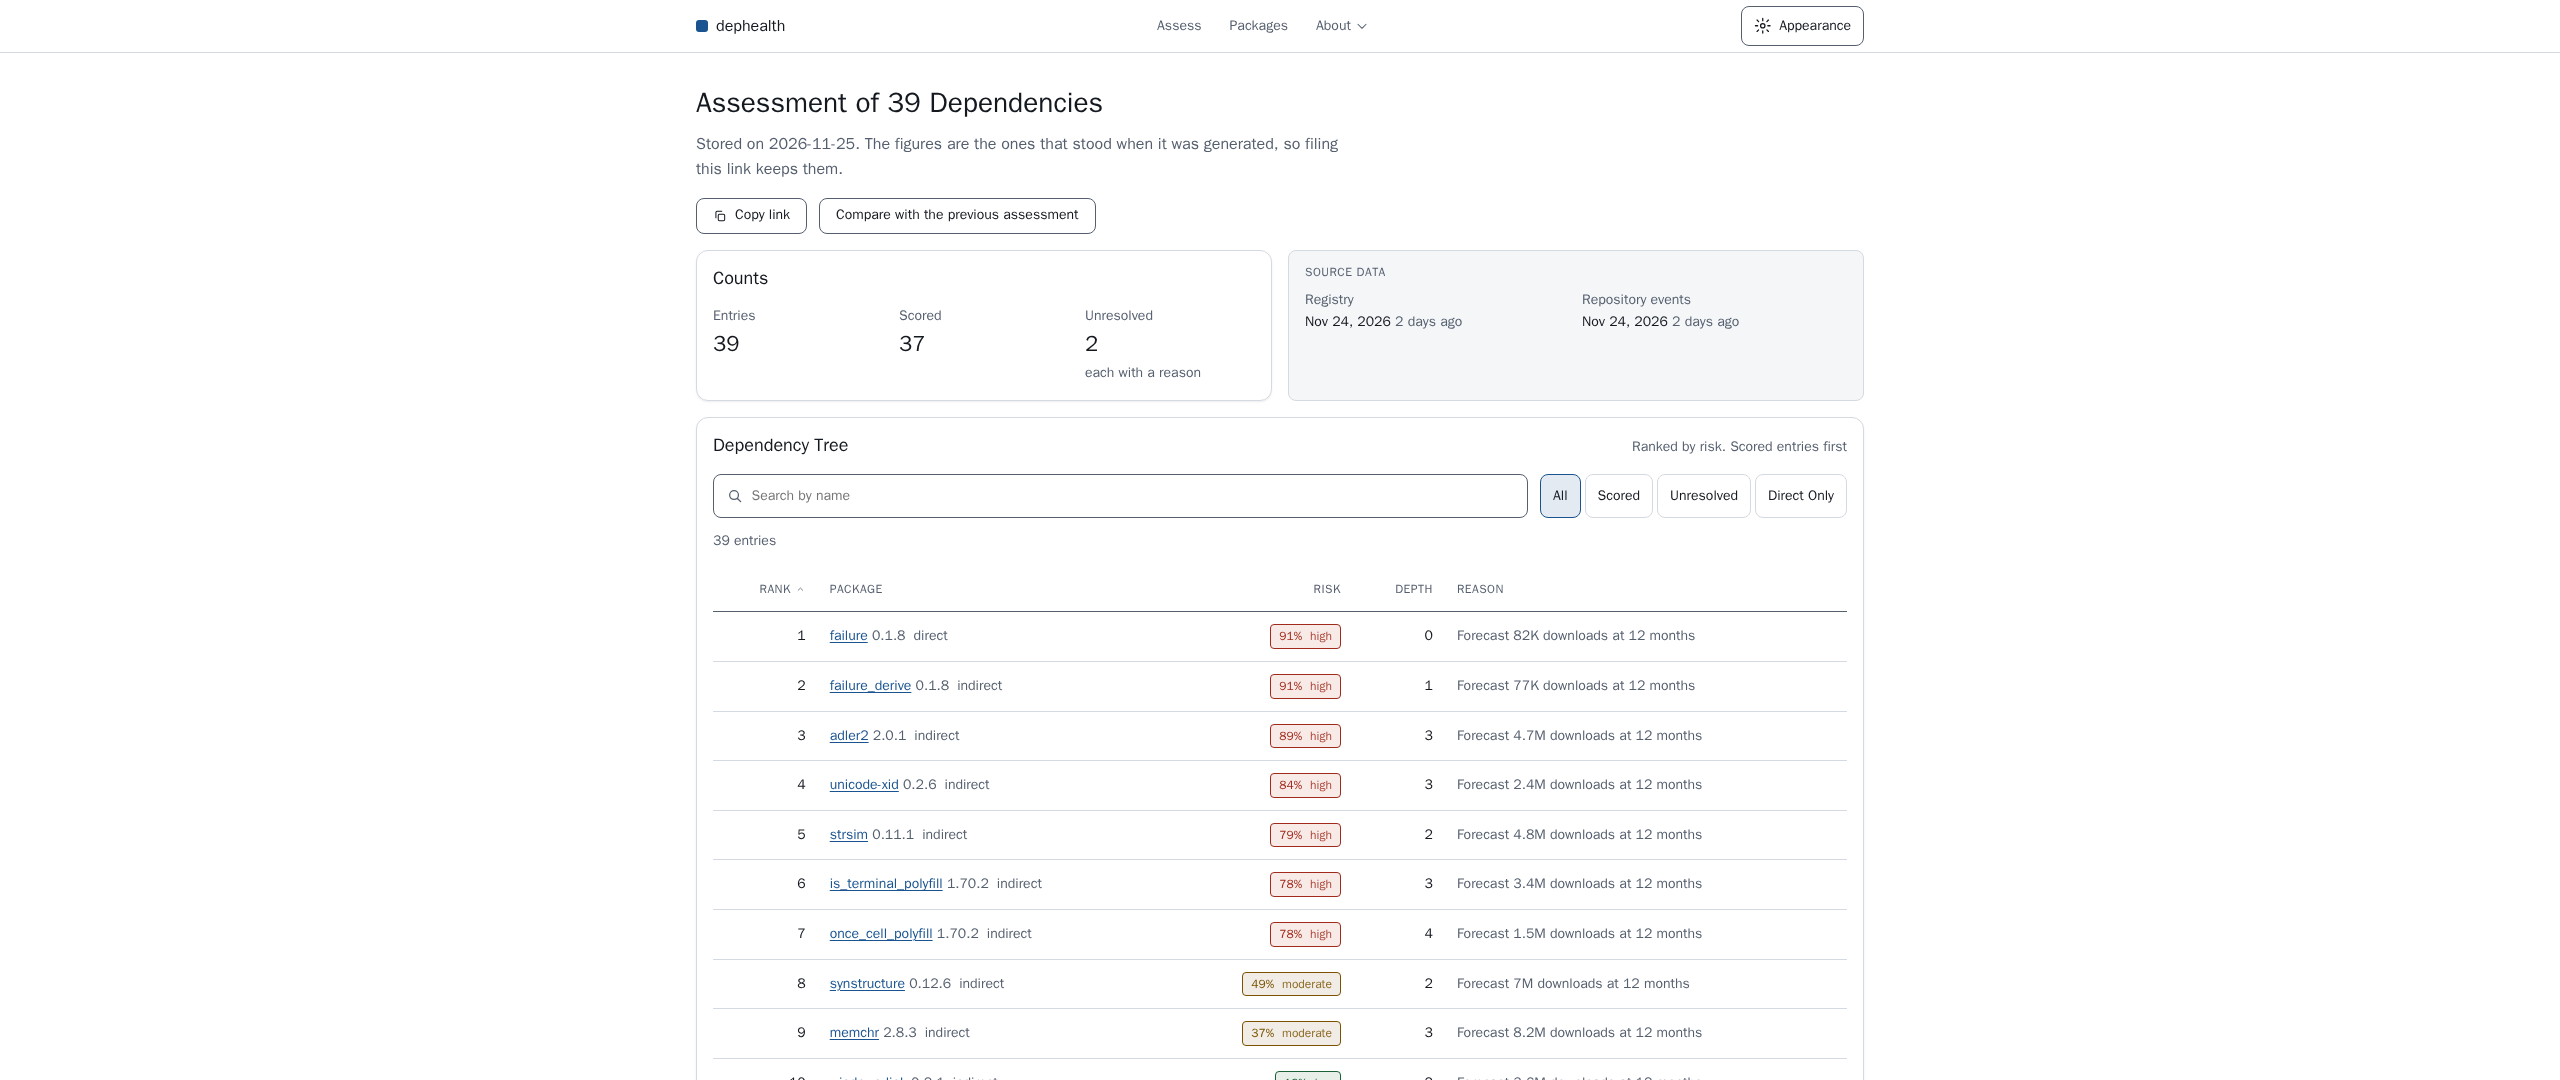 dephealth
Assess
Packages
About
Appearance
Assessment of 39 Dependencies
Stored on 2026-11-25. The figures are the ones that stood when it was generated, so filing
this link keeps them.
Copy link
Compare with the previous assessment
Counts
Entries
39
Scored
37
Unresolved
2
each with a reason
SOURCE DATA
Registry
Nov 24, 2026 2 days ago
Repository events
Nov 24, 2026 2 days ago
Dependency Tree
Ranked by risk. Scored entries first
Search by name
All
Scored
Unresolved
Direct Only
39 entries
RANK PACKAGE RISK DEPTH REASON
1 failure 0.1.8 direct 91% high 0 Forecast 82K downloads at 12 months
2 failure_derive 0.1.8 indirect 91% high 1 Forecast 77K downloads at 12 months
3 adler2 2.0.1 indirect 89% high 3 Forecast 4.7M downloads at 12 months
4 unicode-xid 0.2.6 indirect 84% high 3 Forecast 2.4M downloads at 12 months
5 strsim 0.11.1 indirect 79% high 2 Forecast 4.8M downloads at 12 months
6 is_terminal_polyfill 1.70.2 indirect 78% high 3 Forecast 3.4M downloads at 12 months
7 once_cell_polyfill 1.70.2 indirect 78% high 4 Forecast 1.5M downloads at 12 months
8 synstructure 0.12.6 indirect 49% moderate 2 Forecast 7M downloads at 12 months
9 memchr 2.8.3 indirect 37% moderate 3 Forecast 8.2M downloads at 12 months